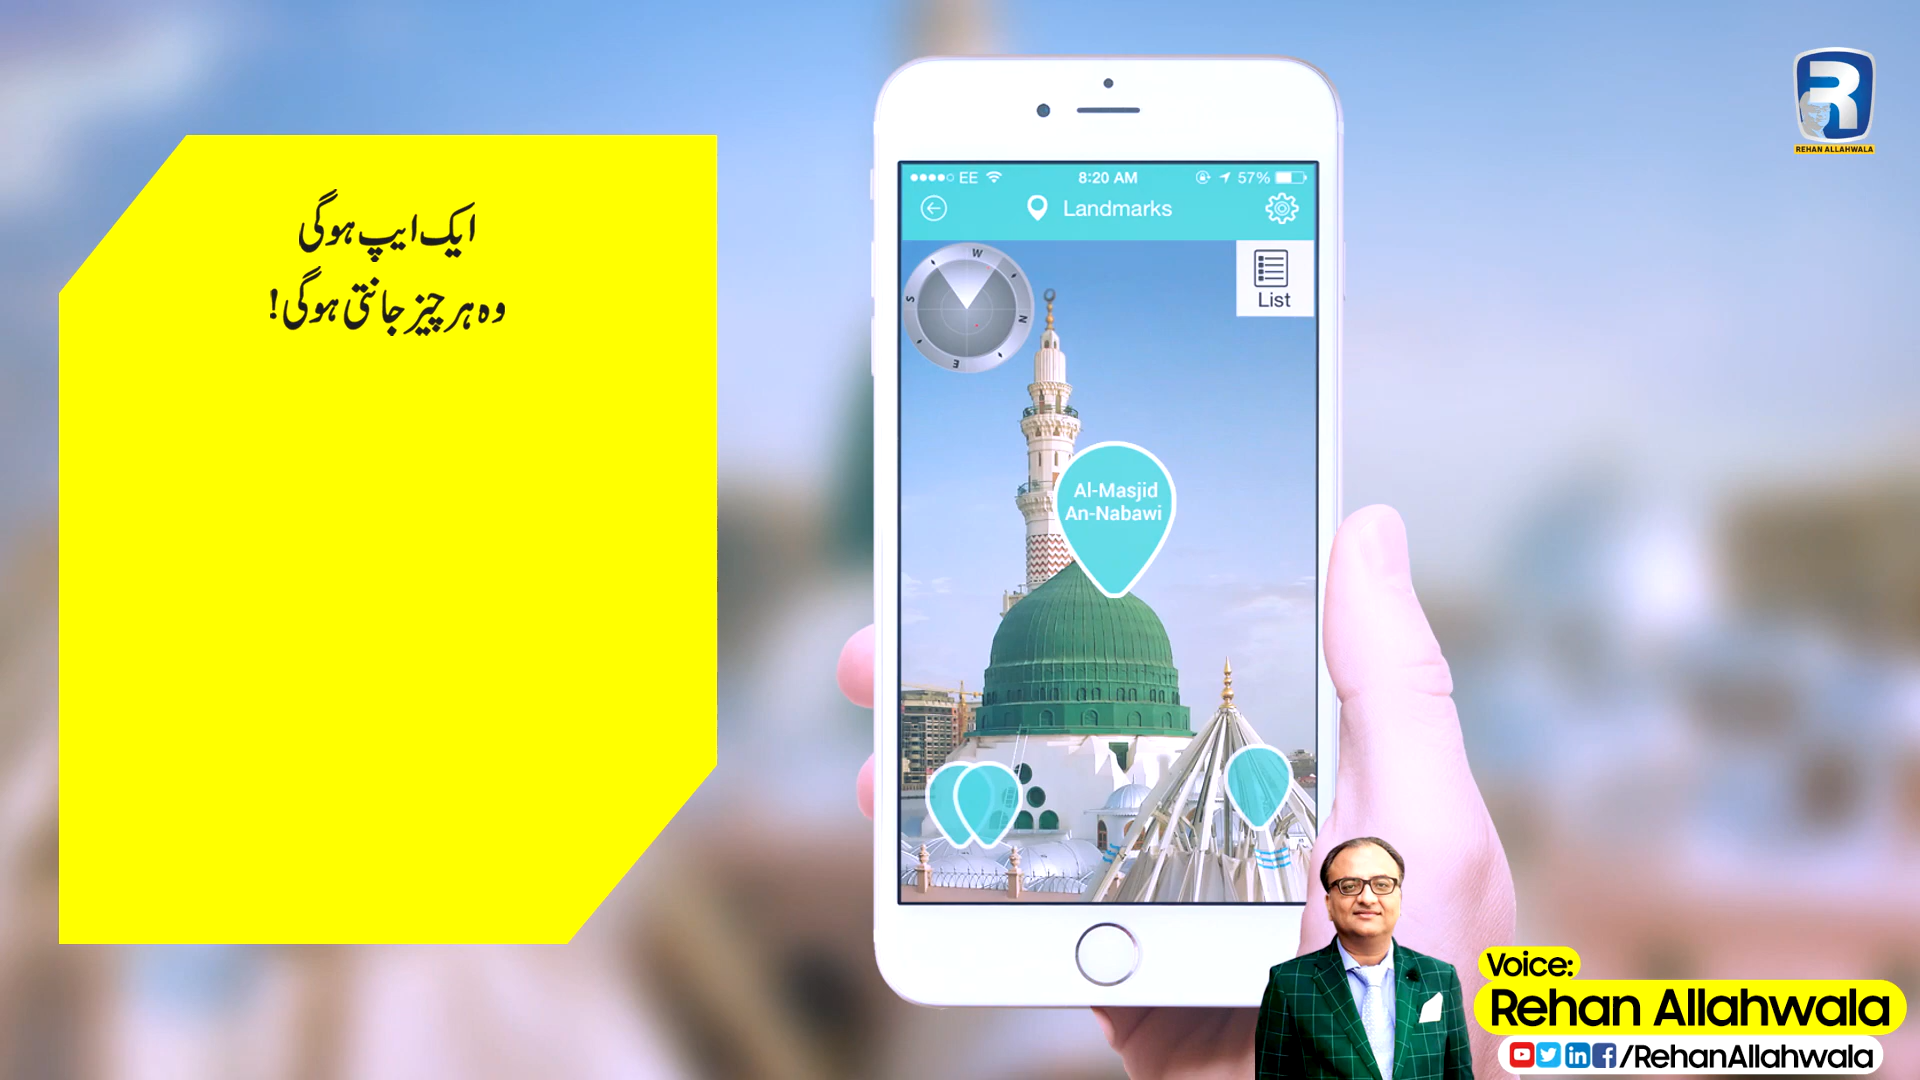 ایک ایپ ہوگی
وہ ہر چیز جانتی ہوگی!
R
REHAN ALLAHWALA
EE 8:20 AM 57%
Landmarks
W
S
N
E
List
Al-Masjid
An-Nabawi
Voice:
Rehan Allahwala
/RehanAllahwala